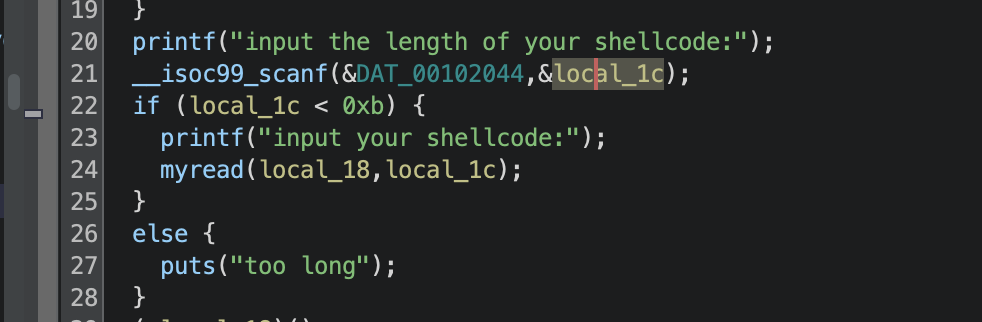 19 }
20 printf("input the length of your shellcode:");
21 __isoc99_scanf(&DAT_00102044,&local_1c);
22 if (local_1c < 0xb) {
23 printf("input your shellcode:");
24 myread(local_18,local_1c);
25 }
26 else {
27 puts("too long");
28 }